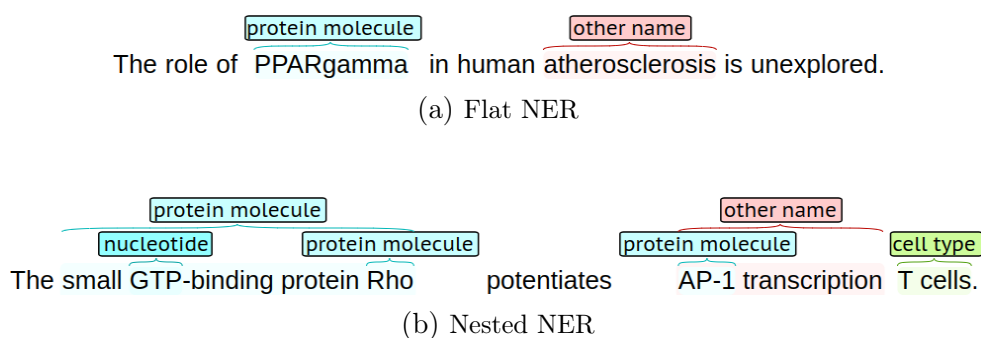 protein molecule other name
The role of PPARgamma in human atherosclerosis is unexplored.
(a) Flat NER
protein molecule other name
nucleotide protein molecule protein molecule cell type
The small GTP-binding protein Rho potentiates AP-1 transcription T cells.
(b) Nested NER